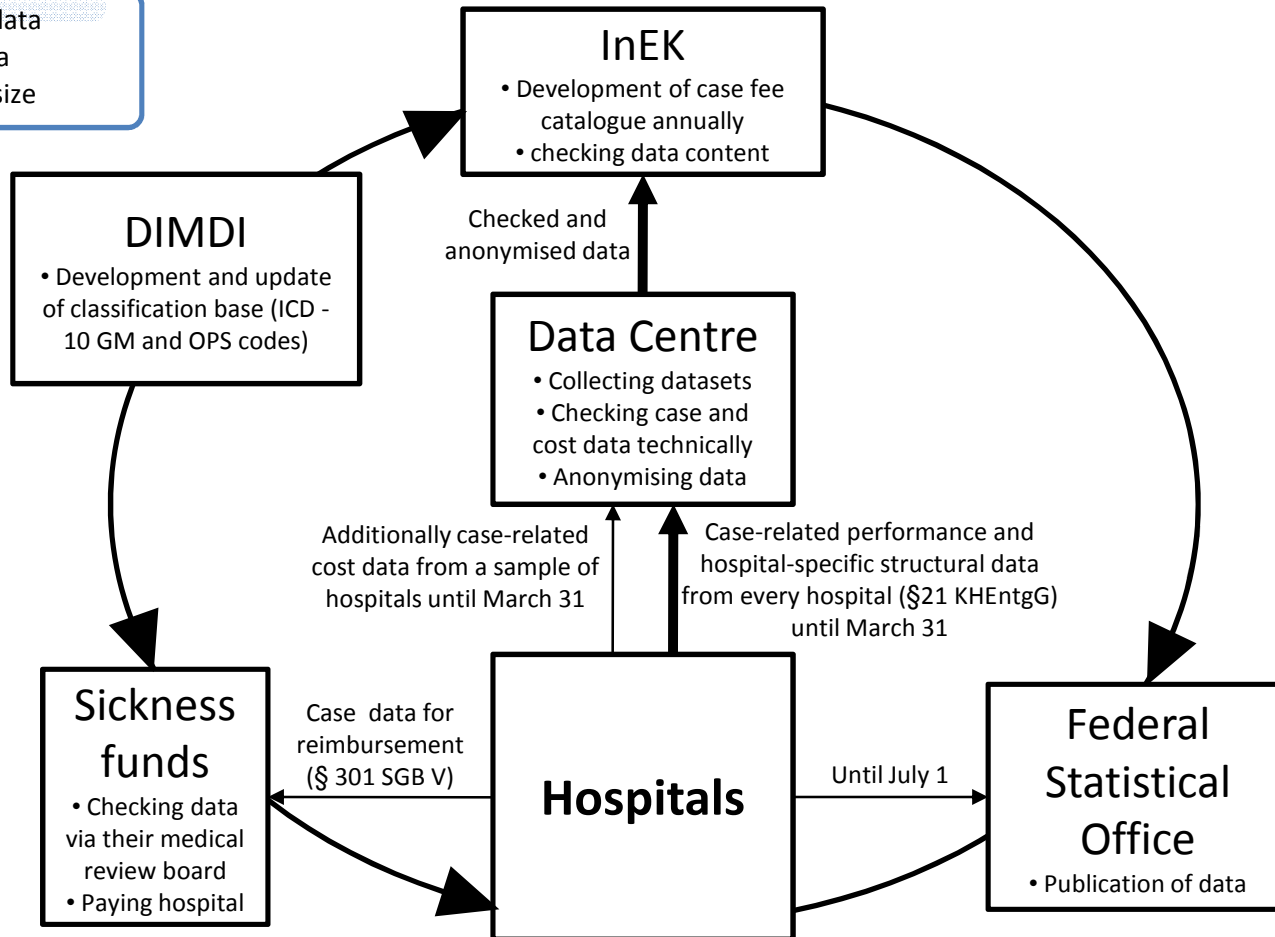 data
a
size
InEK
• Development of case fee
catalogue annually
• checking data content
DIMDI
• Development and update
of classification base (ICD -
10 GM and OPS codes)
Checked and
anonymised data
Data Centre
• Collecting datasets
• Checking case and
cost data technically
• Anonymising data
Additionally case-related
cost data from a sample of
hospitals until March 31
Case-related performance and
hospital-specific structural data
from every hospital (§21 KHEntgG)
until March 31
Sickness
funds
• Checking data
via their medical
review board
• Paying hospital
Case data for
reimbursement
(§ 301 SGB V)
Hospitals
Until July 1
Federal
Statistical
Office
• Publication of data